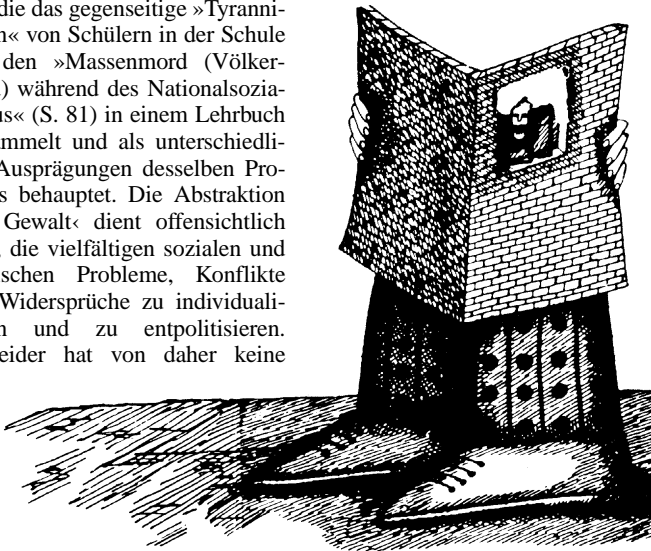 die das gegenseitige »Tyranni-
n« von Schülern in der Schule
den »Massenmord (Völker-
) während des Nationalsozia-
us« (S. 81) in einem Lehrbuch
ammelt und als unterschiedli-
Ausprägungen desselben Pro-
s behauptet. Die Abstraktion
Gewalt‹ dient offensichtlich
, die vielfältigen sozialen und
ischen Probleme, Konflikte
Widersprüche zu individuali-
n und zu entpolitisieren.
eider hat von daher keine